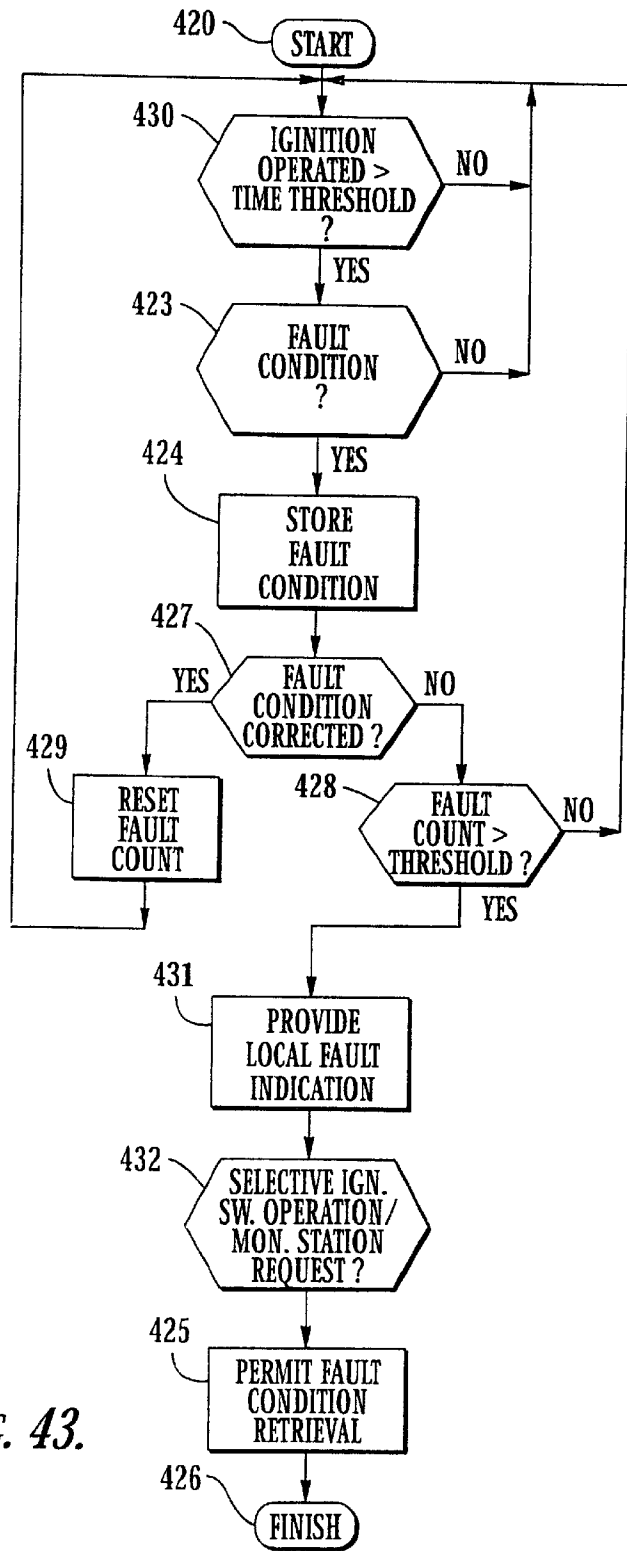 420
START
430
IGINITION
OPERATED >
TIME THRESHOLD
?
NO
YES
423
FAULT
CONDITION
?
NO
YES
424
STORE
FAULT
CONDITION
427
YES
FAULT
CONDITION
CORRECTED ?
NO
429
RESET
FAULT
COUNT
428
FAULT
COUNT >
THRESHOLD ?
NO
YES
431
PROVIDE
LOCAL FAULT
INDICATION
432
SELECTIVE IGN.
SW. OPERATION/
MON. STATION
REQUEST ?
425
PERMIT FAULT
CONDITION
RETRIEVAL
G. 43.
426
FINISH